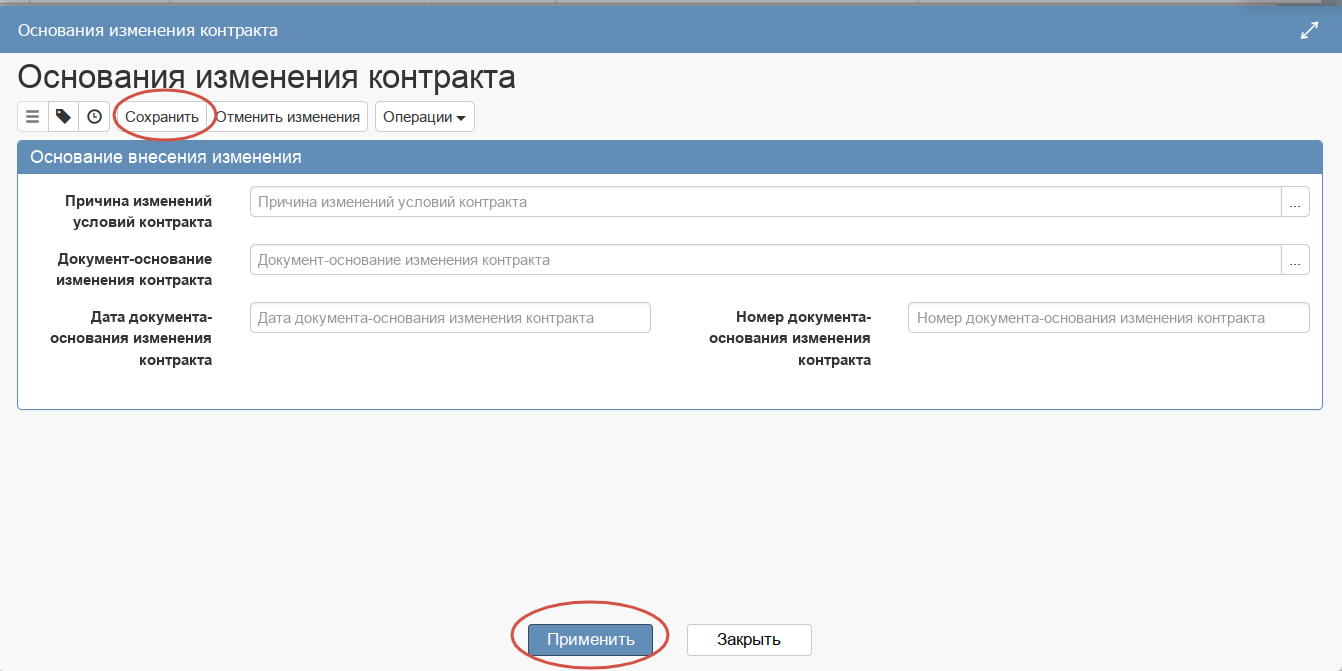 Основания изменения контракта
Основания изменения контракта
Сохранить Отменить изменения Операции
Основание внесения изменения
Причина изменений
условий контракта
Причина изменений условий контракта
...
Документ-основание
изменения контракта
Документ-основание изменения контракта
...
Дата документа-
основания изменения
контракта
Дата документа-основания изменения контракта
Номер документа-
основания изменения
контракта
Номер документа-основания изменения контракта
Применить Закрыть